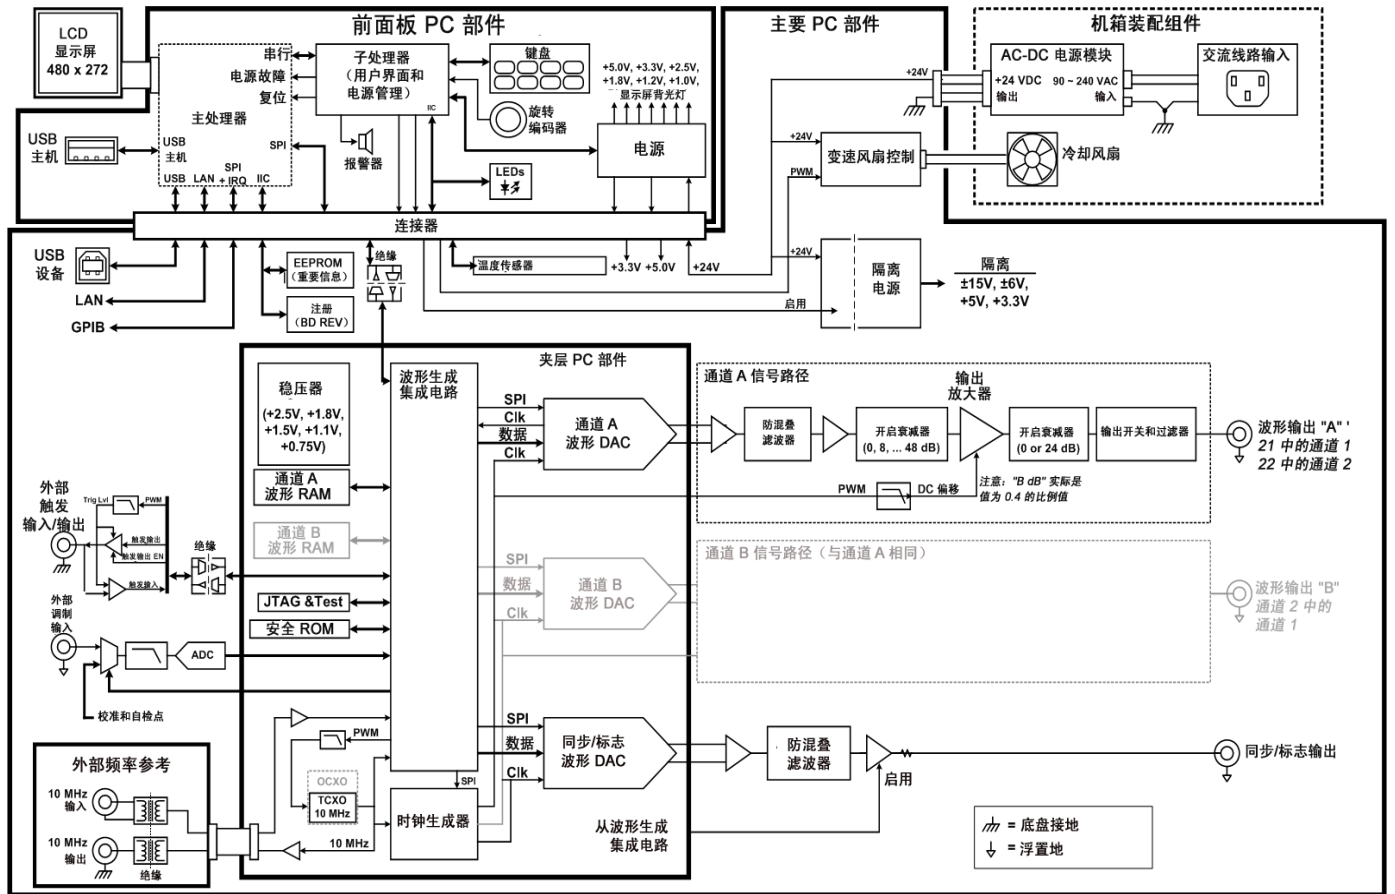 前面板 PC 部件
主要 PC 部件
机箱装配组件
LCD
显示屏
480 x 272
串行
电源故障
复位
主处理器
USB
主机
SPI
USB
LAN
SPI
+ IRQ
IIC
子处理器
（用户界面和
电源管理）
IIC
报警器
键盘
旋转
编码器
LEDs
+5.0V, +3.3V, +2.5V,
+1.8V, +1.2V, +1.0V,
显示屏背光灯
电源
USB
主机
连接器
+24V
AC-DC 电源模块
+24 VDC
输出
90 ~ 240 VAC
输入
交流线路输入
+24V
PWM
变速风扇控制
冷却风扇
USB
设备
LAN
GPIB
EEPROM
（重要信息）
注册
（BD REV）
绝缘
温度传感器
+3.3V
+5.0V
+24V
+24V
启用
隔离
电源
隔离
±15V, ±6V,
+5V, +3.3V
夹层 PC 部件
稳压器
(+2.5V, +1.8V,
+1.5V, +1.1V,
+0.75V)
通道 A
波形 RAM
通道 B
波形 RAM
JTAG &Test
安全 ROM
波形生成
集成电路
SPI
Clk
数据
Clk
通道 A
波形 DAC
SPI
数据
Clk
通道 B
波形 DAC
SPI
数据
Clk
同步/标志
波形 DAC
通道 A 信号路径
防混叠
滤波器
开启衰减器
(0, 8, ... 48 dB)
输出
放大器
开启衰减器
(0 or 24 dB)
输出开关和过滤器
PWM
DC 偏移
注意："B dB" 实际是
值为 0.4 的比例值
波形输出 "A" '
21 中的通道 1
22 中的通道 2
通道 B 信号路径（与通道 A 相同）
波形输出 "B"
通道 2 中的
通道 1
外部
触发
输入/输出
Trig Lvl
PWM
触发输出
触发输出 EN
触发输入
绝缘
外部
调制
输入
ADC
校准和自检点
外部频率参考
10 MHz
输入
10 MHz
输出
绝缘
PWM
OCXO
TCXO
10 MHz
10 MHz
SPI
时钟生成器
从波形生成
集成电路
防混叠
滤波器
启用
同步/标志输出
= 底盘接地
= 浮置地